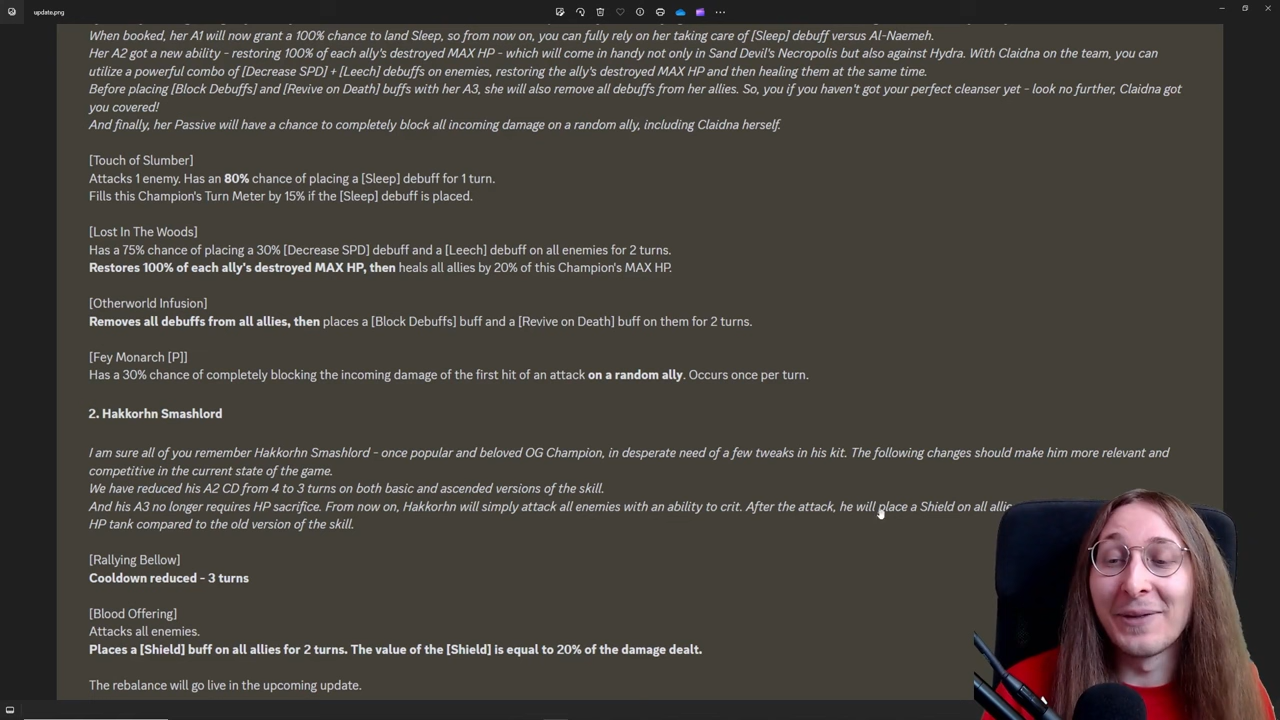 update.png
When booked, her A1 will now grant a 100% chance to land Sleep, so from now on, you can fully rely on her taking care of [Sleep] debuff versus Al-Naemeh.
Her A2 got a new ability - restoring 100% of each ally's destroyed MAX HP - which will come in handy not only in Sand Devil's Necropolis but also against Hydra. With Claidna on the team, you can
utilize a powerful combo of [Decrease SPD] + [Leech] debuffs on enemies, restoring the ally's destroyed MAX HP and then healing them at the same time.
Before placing [Block Debuffs] and [Revive on Death] buffs with her A3, she will also remove all debuffs from her allies. So, you if you haven't got your perfect cleanser yet - look no further, Claidna got
you covered!
And finally, her Passive will have a chance to completely block all incoming damage on a random ally, including Claidna herself.
[Touch of Slumber]
Attacks 1 enemy. Has an 80% chance of placing a [Sleep] debuff for 1 turn.
Fills this Champion's Turn Meter by 15% if the [Sleep] debuff is placed.
[Lost In The Woods]
Has a 75% chance of placing a 30% [Decrease SPD] debuff and a [Leech] debuff on all enemies for 2 turns.
Restores 100% of each ally's destroyed MAX HP, then heals all allies by 20% of this Champion's MAX HP.
[Otherworld Infusion]
Removes all debuffs from all allies, then places a [Block Debuffs] buff and a [Revive on Death] buff on them for 2 turns.
[Fey Monarch [P]]
Has a 30% chance of completely blocking the incoming damage of the first hit of an attack on a random ally. Occurs once per turn.
2. Hakkorhn Smashlord
I am sure all of you remember Hakkorhn Smashlord - once popular and beloved OG Champion, in desperate need of a few tweaks in his kit. The following changes should make him more relevant and
competitive in the current state of the game.
We have reduced his A2 CD from 4 to 3 turns on both basic and ascended versions of the skill.
And his A3 no longer requires HP sacrifice. From now on, Hakkorhn will simply attack all enemies with an ability to crit. After the attack, he will place a Shield on all allie
HP tank compared to the old version of the skill.
[Rallying Bellow]
Cooldown reduced - 3 turns
[Blood Offering]
Attacks all enemies.
Places a [Shield] buff on all allies for 2 turns. The value of the [Shield] is equal to 20% of the damage dealt.
The rebalance will go live in the upcoming update.